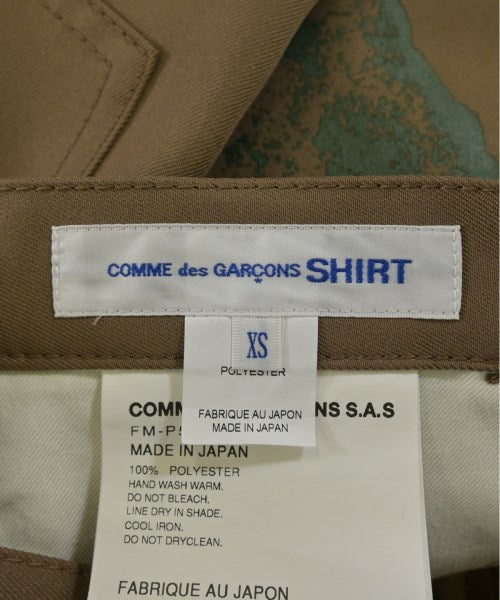 COMME des GARÇONS SHIRT
XS
POLYESTER
FABRIQUE AU JAPON
MADE IN JAPAN
COMM
NS S.A.S
FM-P
MADE IN JAPAN
100% POLYESTER
HAND WASH WARM.
DO NOT BLEACH.
LINE DRY IN SHADE.
COOL IRON.
DO NOT DRYCLEAN.
FABRIQUE AU JAPON